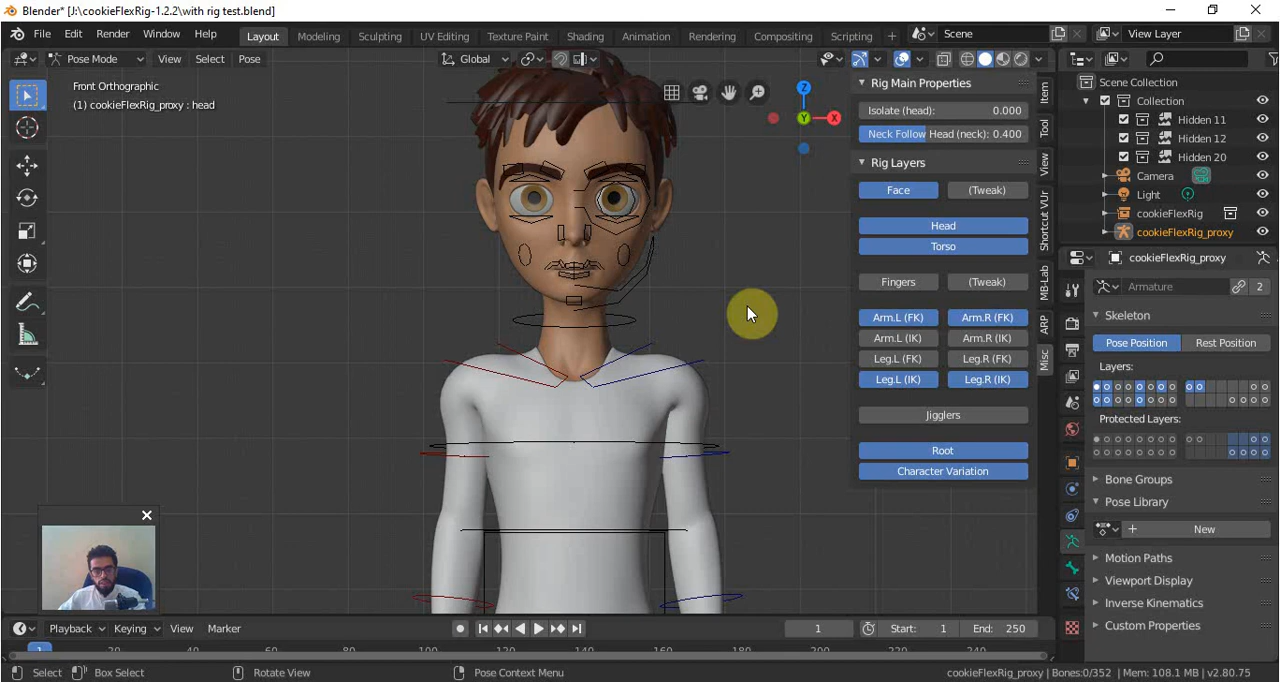 Blender* [J:\cookieFlexRig-1.2.2\with rig test.blend]
File Edit Render Window Help Layout Modeling Sculpting UV Editing Texture Paint Shading Animation Rendering Compositing Scripting + Scene View Layer
Pose Mode View Select Pose Global
Front Orthographic
(1) cookieFlexRig_proxy : head
Z
Y
X
Rig Main Properties
Isolate (head): 0.000
Neck Follow Head (neck): 0.400
Rig Layers
Face (Tweak)
Head
Torso
Fingers (Tweak)
Arm.L (FK) Arm.R (FK)
Arm.L (IK) Arm.R (IK)
Leg.L (FK) Leg.R (FK)
Leg.L (IK) Leg.R (IK)
Jigglers
Root
Character Variation
Item
Tool
View
Shortcut VUr
MB-Lab
ARP
Misc
Scene Collection
Collection
Hidden 11
Hidden 12
Hidden 20
Camera
Light
cookieFlexRig
cookieFlexRig_proxy
cookieFlexRig_proxy
Armature 2
Skeleton
Pose Position Rest Position
Layers:
Protected Layers:
Bone Groups
Pose Library
+ New
Motion Paths
Viewport Display
Inverse Kinematics
Custom Properties
Playback Keying View Marker 1 Start: 1 End: 250
1 20 40 60 80 100 120 140 160 180 200 220 240
Select Box Select Rotate View Pose Context Menu cookieFlexRig_proxy | Bones:0/352 | Mem: 108.1 MB | v2.80.75